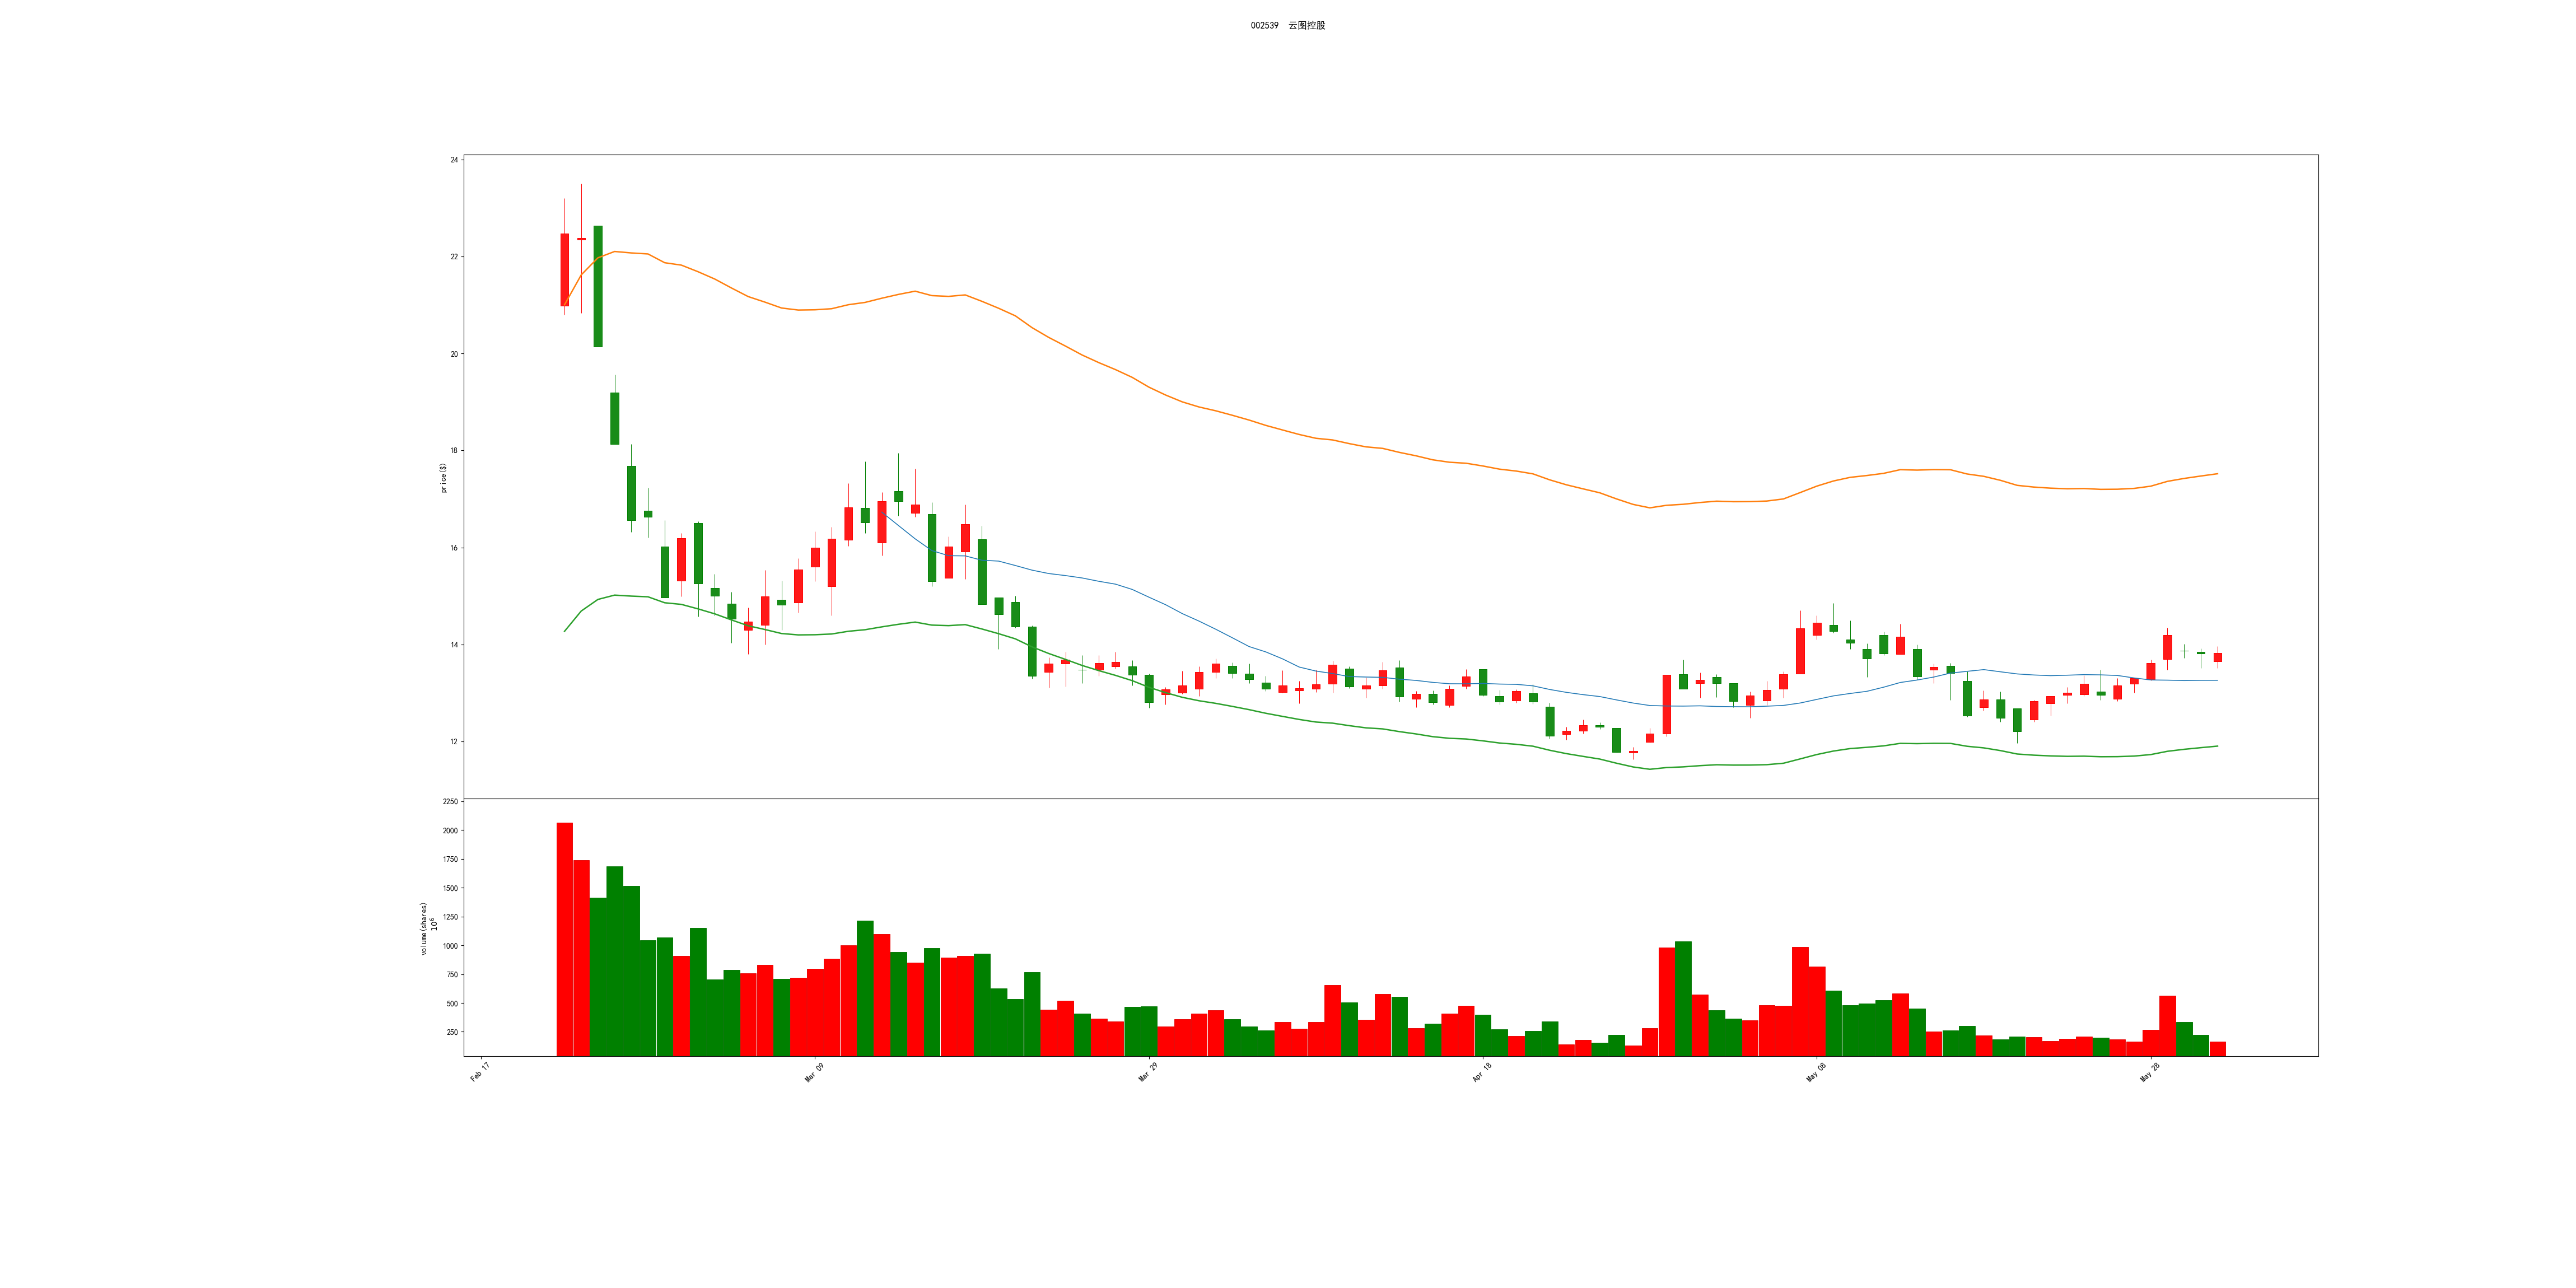 002539 云图控股
24
22
20
18
16
14
12
price($)
2250
2000
1750
1500
1250
1000
750
500
250
volume(shares)
10⁶
Feb 17
Mar 09
Mar 29
Apr 18
May 08
May 28